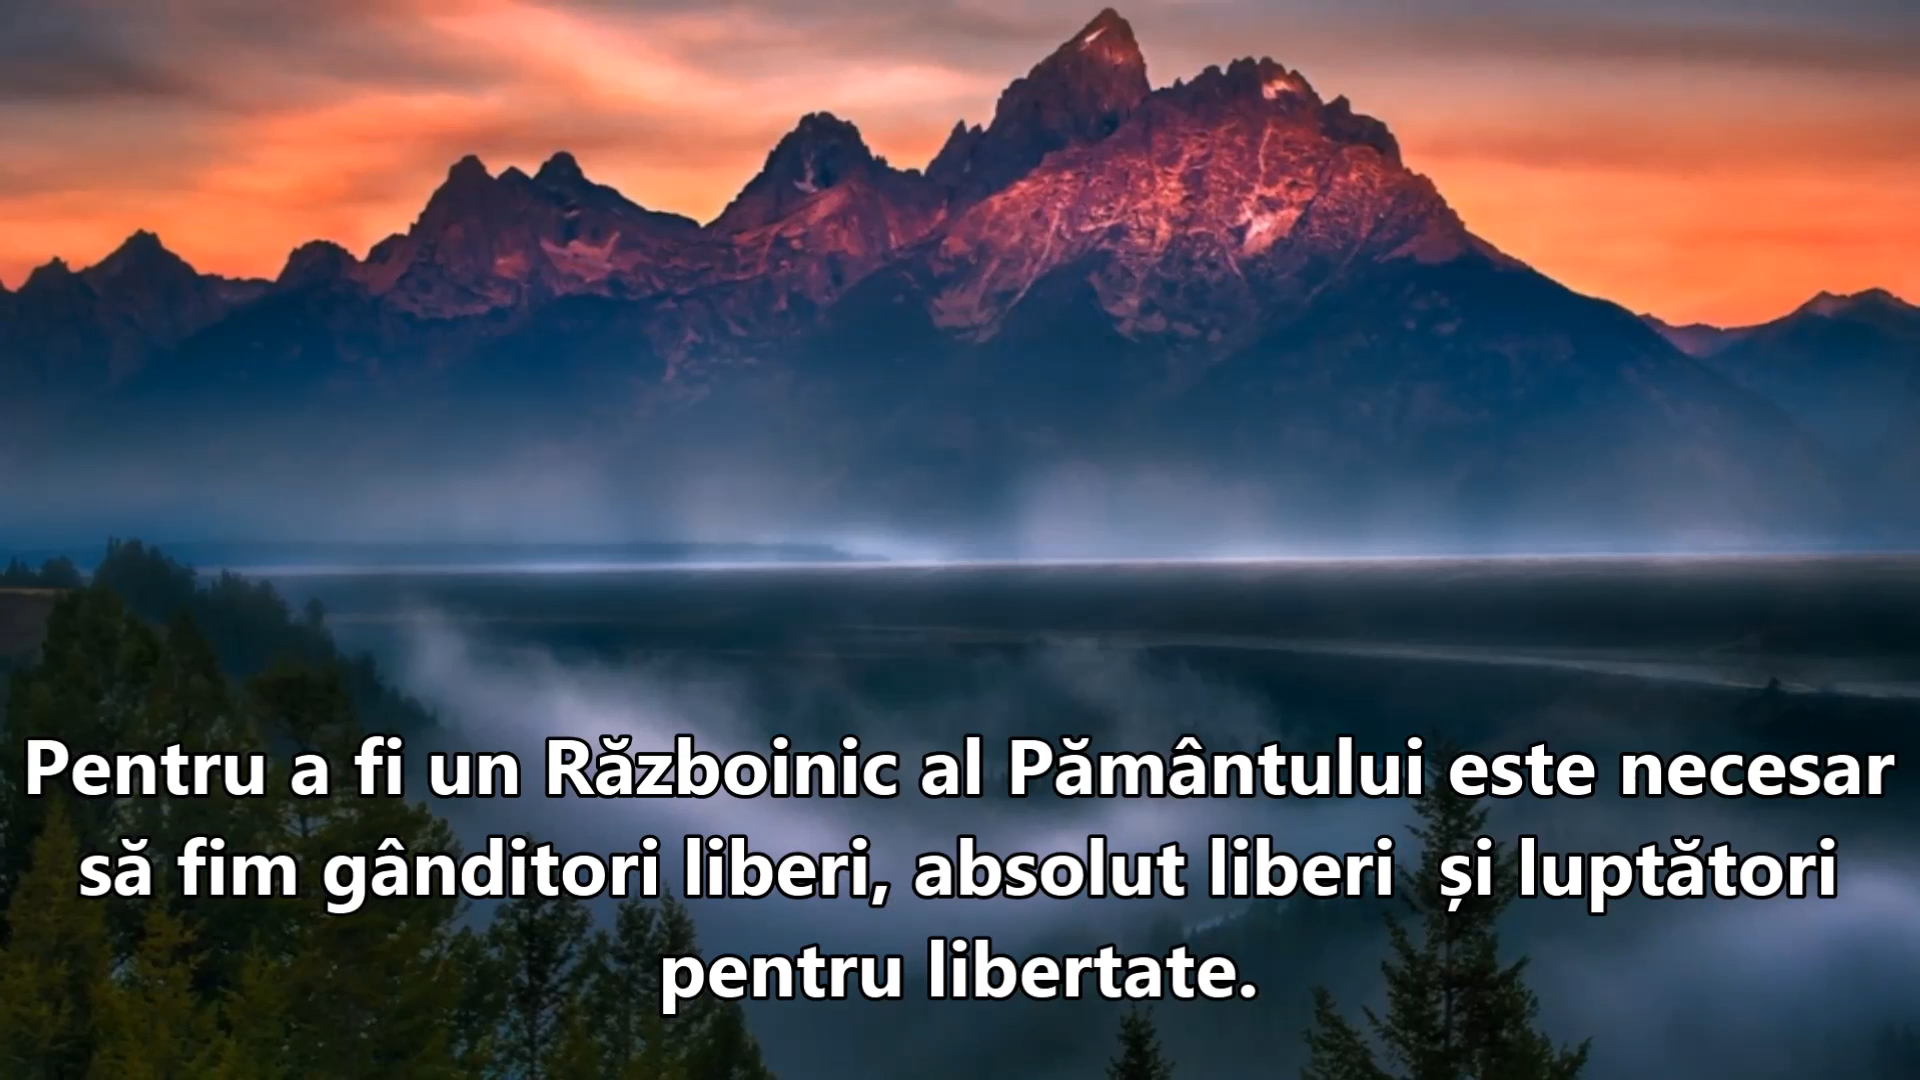 Pentru a fi un Războinic al Pământului este necesar
să fim gânditori liberi, absolut liberi  și luptători
pentru libertate.